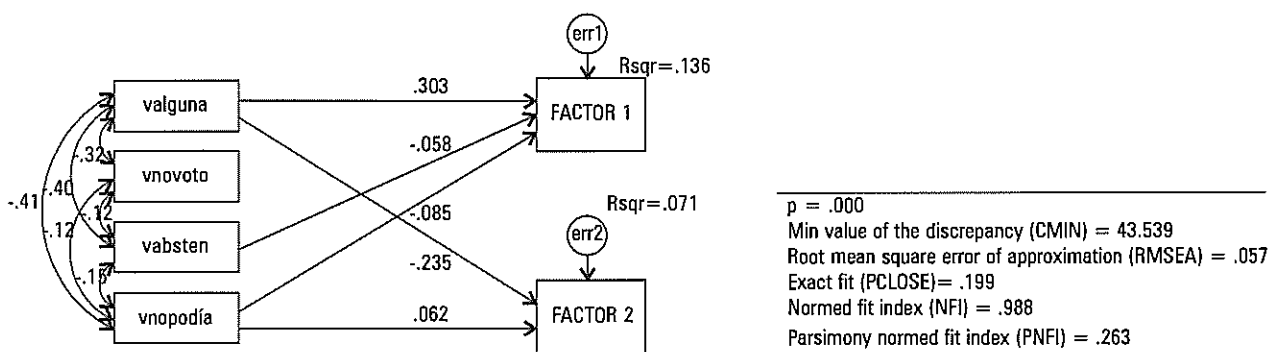 err1
Rsqr=.136
valguna
.303
FACTOR 1
-.058
-.32
vnovoto
-.41
-.40
-.12
-.085
Rsqr=.071
-.12
vabsten
err2
-.235
-.15
vnopodía
.062
FACTOR 2
p = .000
Min value of the discrepancy (CMIN) = 43.539
Root mean square error of approximation (RMSEA) = .057
Exact fit (PCLOSE)= .199
Normed fit index (NFI) = .988
Parsimony normed fit index (PNFI) = .263